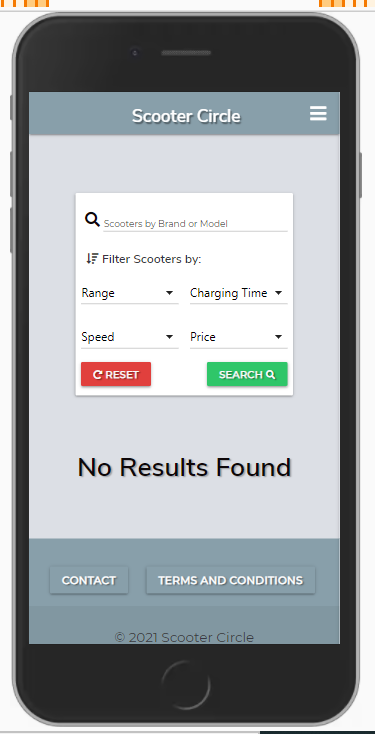 Scooter Circle
Scooters by Brand or Model
Filter Scooters by:
Range Charging Time
Speed Price
RESET SEARCH
No Results Found
CONTACT TERMS AND CONDITIONS
© 2021 Scooter Circle